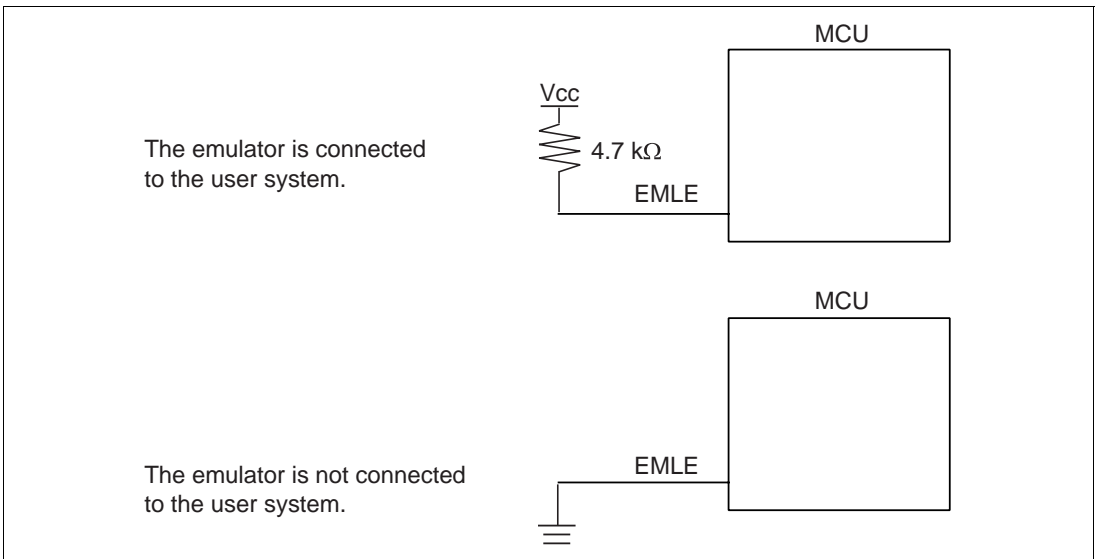 MCU
Vcc
The emulator is connected
to the user system.
4.7 kΩ
EMLE
MCU
The emulator is not connected
to the user system.
EMLE